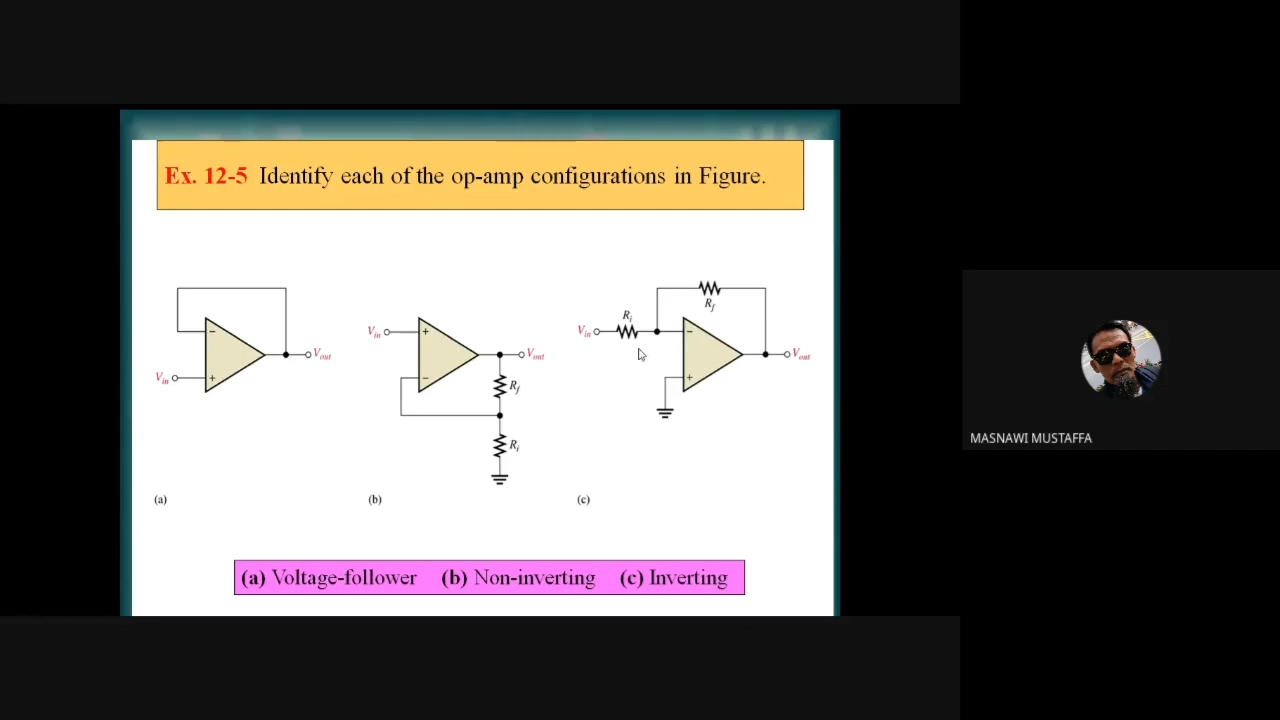 Ex. 12-5 Identify each of the op-amp configurations in Figure.
Vin
−
+
Vout
(a)
Vin
+
−
Vout
Rf
Ri
(b)
Vin
Ri
Rf
−
+
Vout
(c)
(a) Voltage-follower (b) Non-inverting (c) Inverting
MASNAWI MUSTAFFA